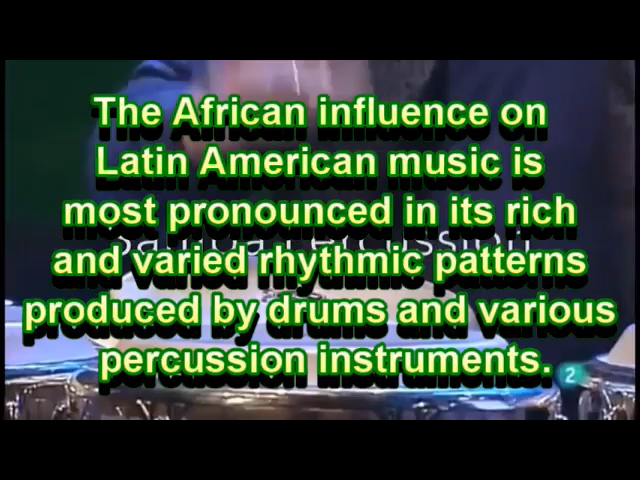 The African influence on
Latin American music is
most pronounced in its rich
and varied rhythmic patterns
produced by drums and various
percussion instruments.
2